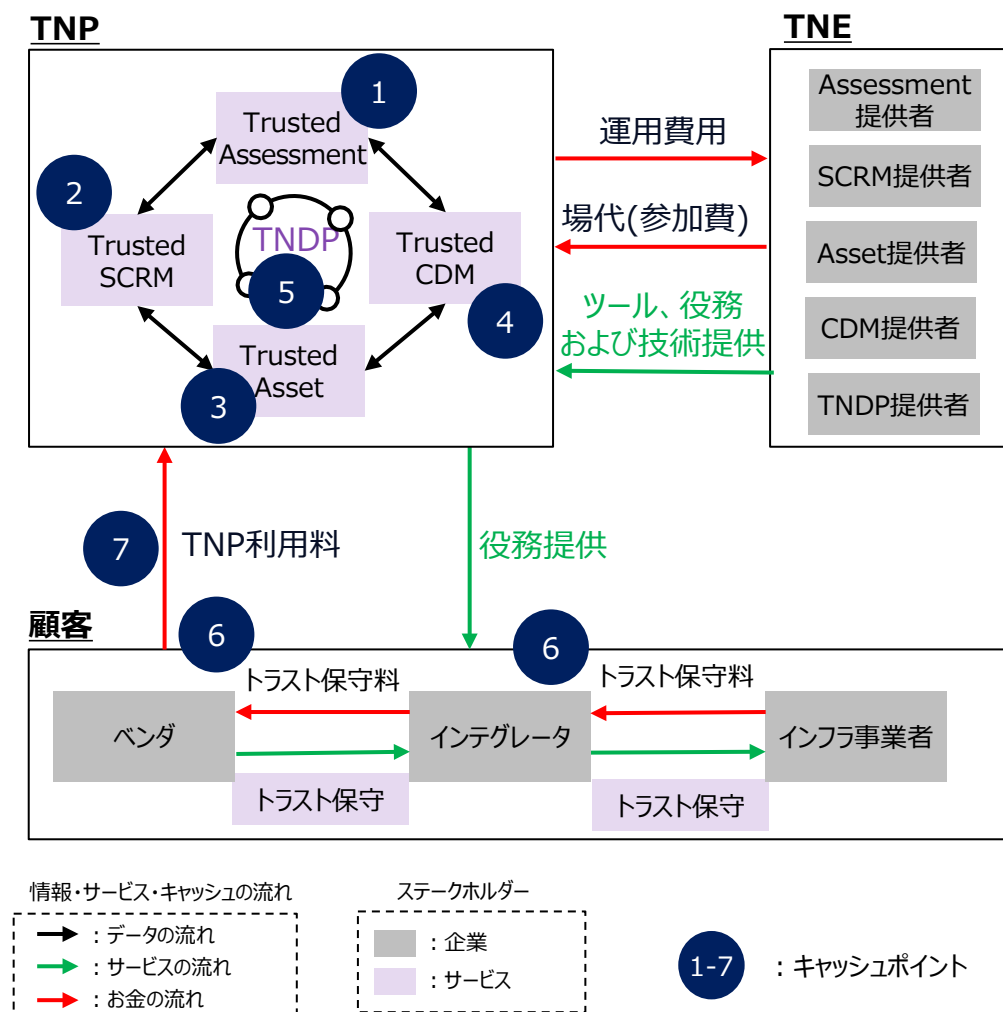 TNP
1
Trusted
Assessment
2
Trusted
SCRM
TNDP
5
Trusted
CDM
4
Trusted
Asset
3
運用費用
場代(参加費)
ツール、役務
および技術提供
TNE
Assessment
提供者
SCRM提供者
Asset提供者
CDM提供者
TNDP提供者
7
TNP利用料
役務提供
顧客
6
6
トラスト保守料
トラスト保守料
ベンダ
インテグレータ
インフラ事業者
トラスト保守
トラスト保守
情報・サービス・キャッシュの流れ
：データの流れ
：サービスの流れ
：お金の流れ
ステークホルダー
：企業
：サービス
1-7
：キャッシュポイント